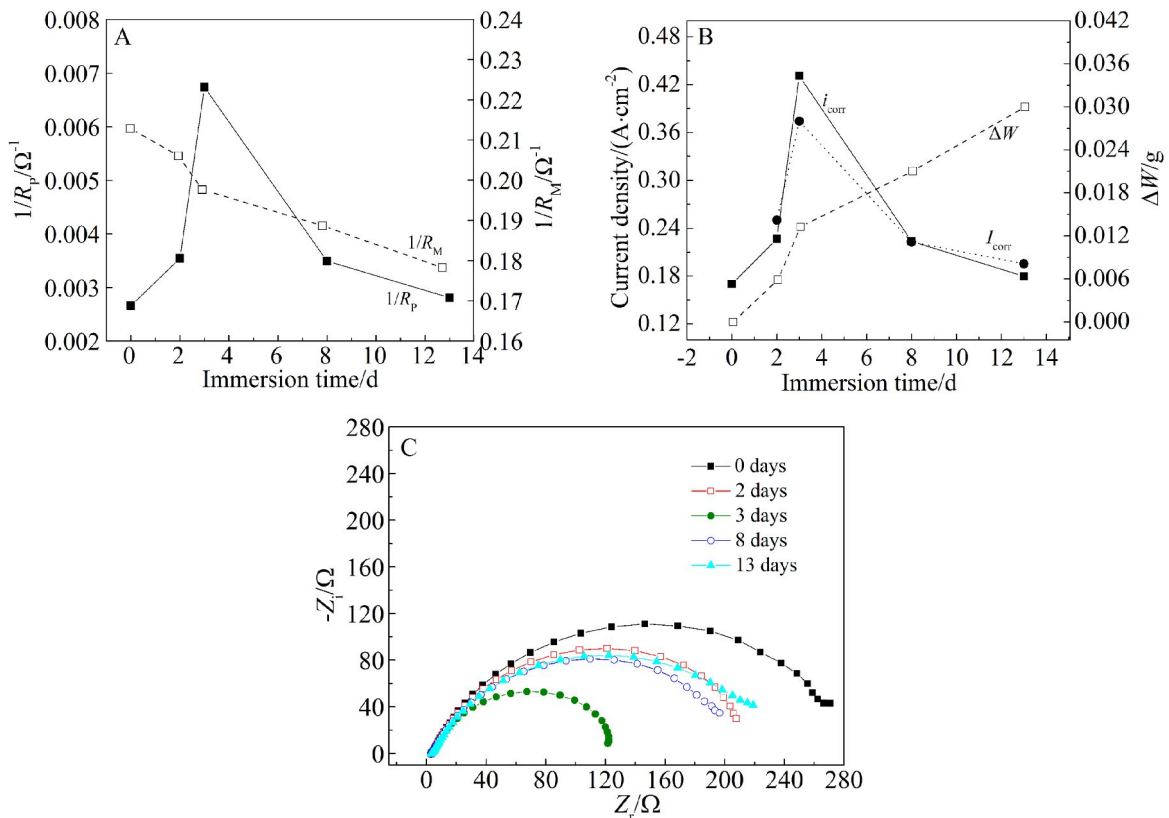 A
0.008
0.007
0.006
0.005
0.004
0.003
0.002
1/R_P/Ω⁻¹
0.24
0.23
0.22
0.21
0.20
0.19
0.18
0.17
0.16
1/R_M/Ω⁻¹
1/R_M
1/R_P
0 2 4 6 8 10 12 14
Immersion time/d
B
0.48
0.42
0.36
0.30
0.24
0.18
0.12
Current density/(A·cm⁻²)
0.042
0.036
0.030
0.024
0.018
0.012
0.006
0.000
ΔW/g
i_corr
ΔW
I_corr
-2 0 2 4 6 8 10 12 14
Immersion time/d
C
280
240
200
160
120
80
40
0
-Z_i/Ω
0 days
2 days
3 days
8 days
13 days
0 40 80 120 160 200 240 280
Z_r/Ω